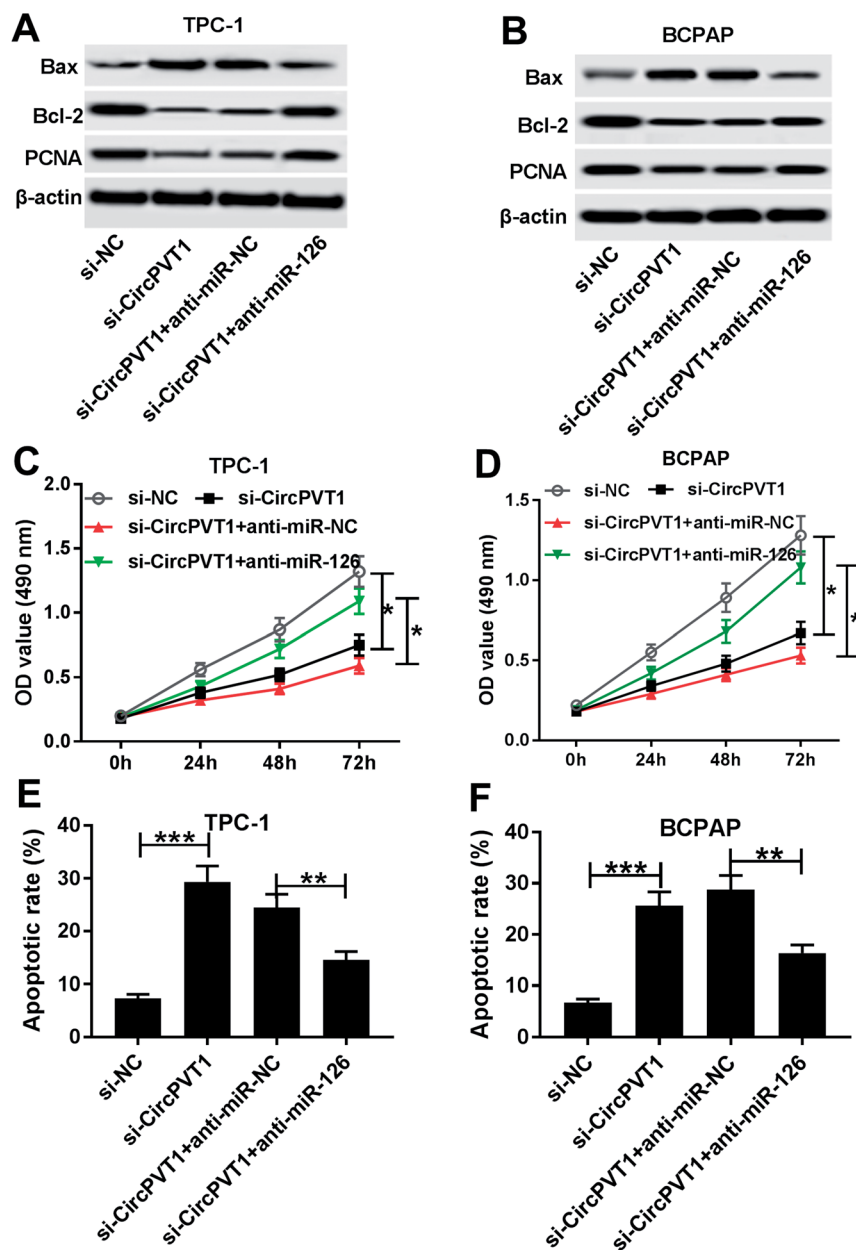 A
TPC-1
Bax
Bcl-2
PCNA
β-actin
si-NC
si-CircPVT1
si-CircPVT1+anti-miR-NC
si-CircPVT1+anti-miR-126
B
BCPAP
Bax
Bcl-2
PCNA
β-actin
si-NC
si-CircPVT1
si-CircPVT1+anti-miR-NC
si-CircPVT1+anti-miR-126
C
TPC-1
si-NC
si-CircPVT1
si-CircPVT1+anti-miR-NC
si-CircPVT1+anti-miR-126
OD value (490 nm)
2.0
1.5
1.0
0.5
0.0
0h 24h 48h 72h
*
*
D
BCPAP
si-NC
si-CircPVT1
si-CircPVT1+anti-miR-NC
si-CircPVT1+anti-miR-126
OD value (490 nm)
1.5
1.0
0.5
0.0
0h 24h 48h 72h
*
*
E
TPC-1
Apoptotic rate (%)
40
30
20
10
0
***
**
si-NC
si-CircPVT1
si-CircPVT1+anti-miR-NC
si-CircPVT1+anti-miR-126
F
BCPAP
Apoptotic rate (%)
40
30
20
10
0
***
**
si-NC
si-CircPVT1
si-CircPVT1+anti-miR-NC
si-CircPVT1+anti-miR-126